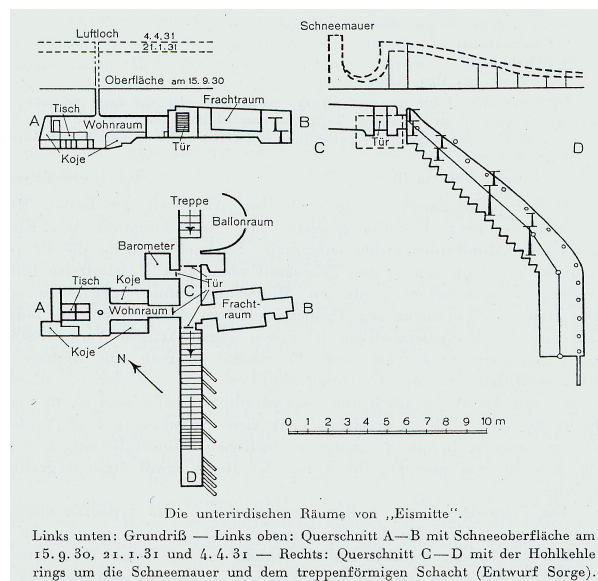 Luftloch
4.4.31
21.1.31
Oberfläche am 15.9.30
A
Tisch
Wohnraum
Koje
Tür
Frachtraum
B
Schneemauer
C
Tür
D
Treppe
Ballonraum
Barometer
Tisch
Koje
C
Tür
A
Wohnraum
Fracht-
raum
B
Koje
N
D
0 1 2 3 4 5 6 7 8 9 10 m
Die unterirdischen Räume von „Eismitte“.
Links unten: Grundriß — Links oben: Querschnitt A—B mit Schneeoberfläche am
15. 9. 30, 21. 1. 31 und 4. 4. 31 — Rechts: Querschnitt C—D mit der Hohlkehle
rings um die Schneemauer und dem treppenförmigen Schacht (Entwurf Sorge).